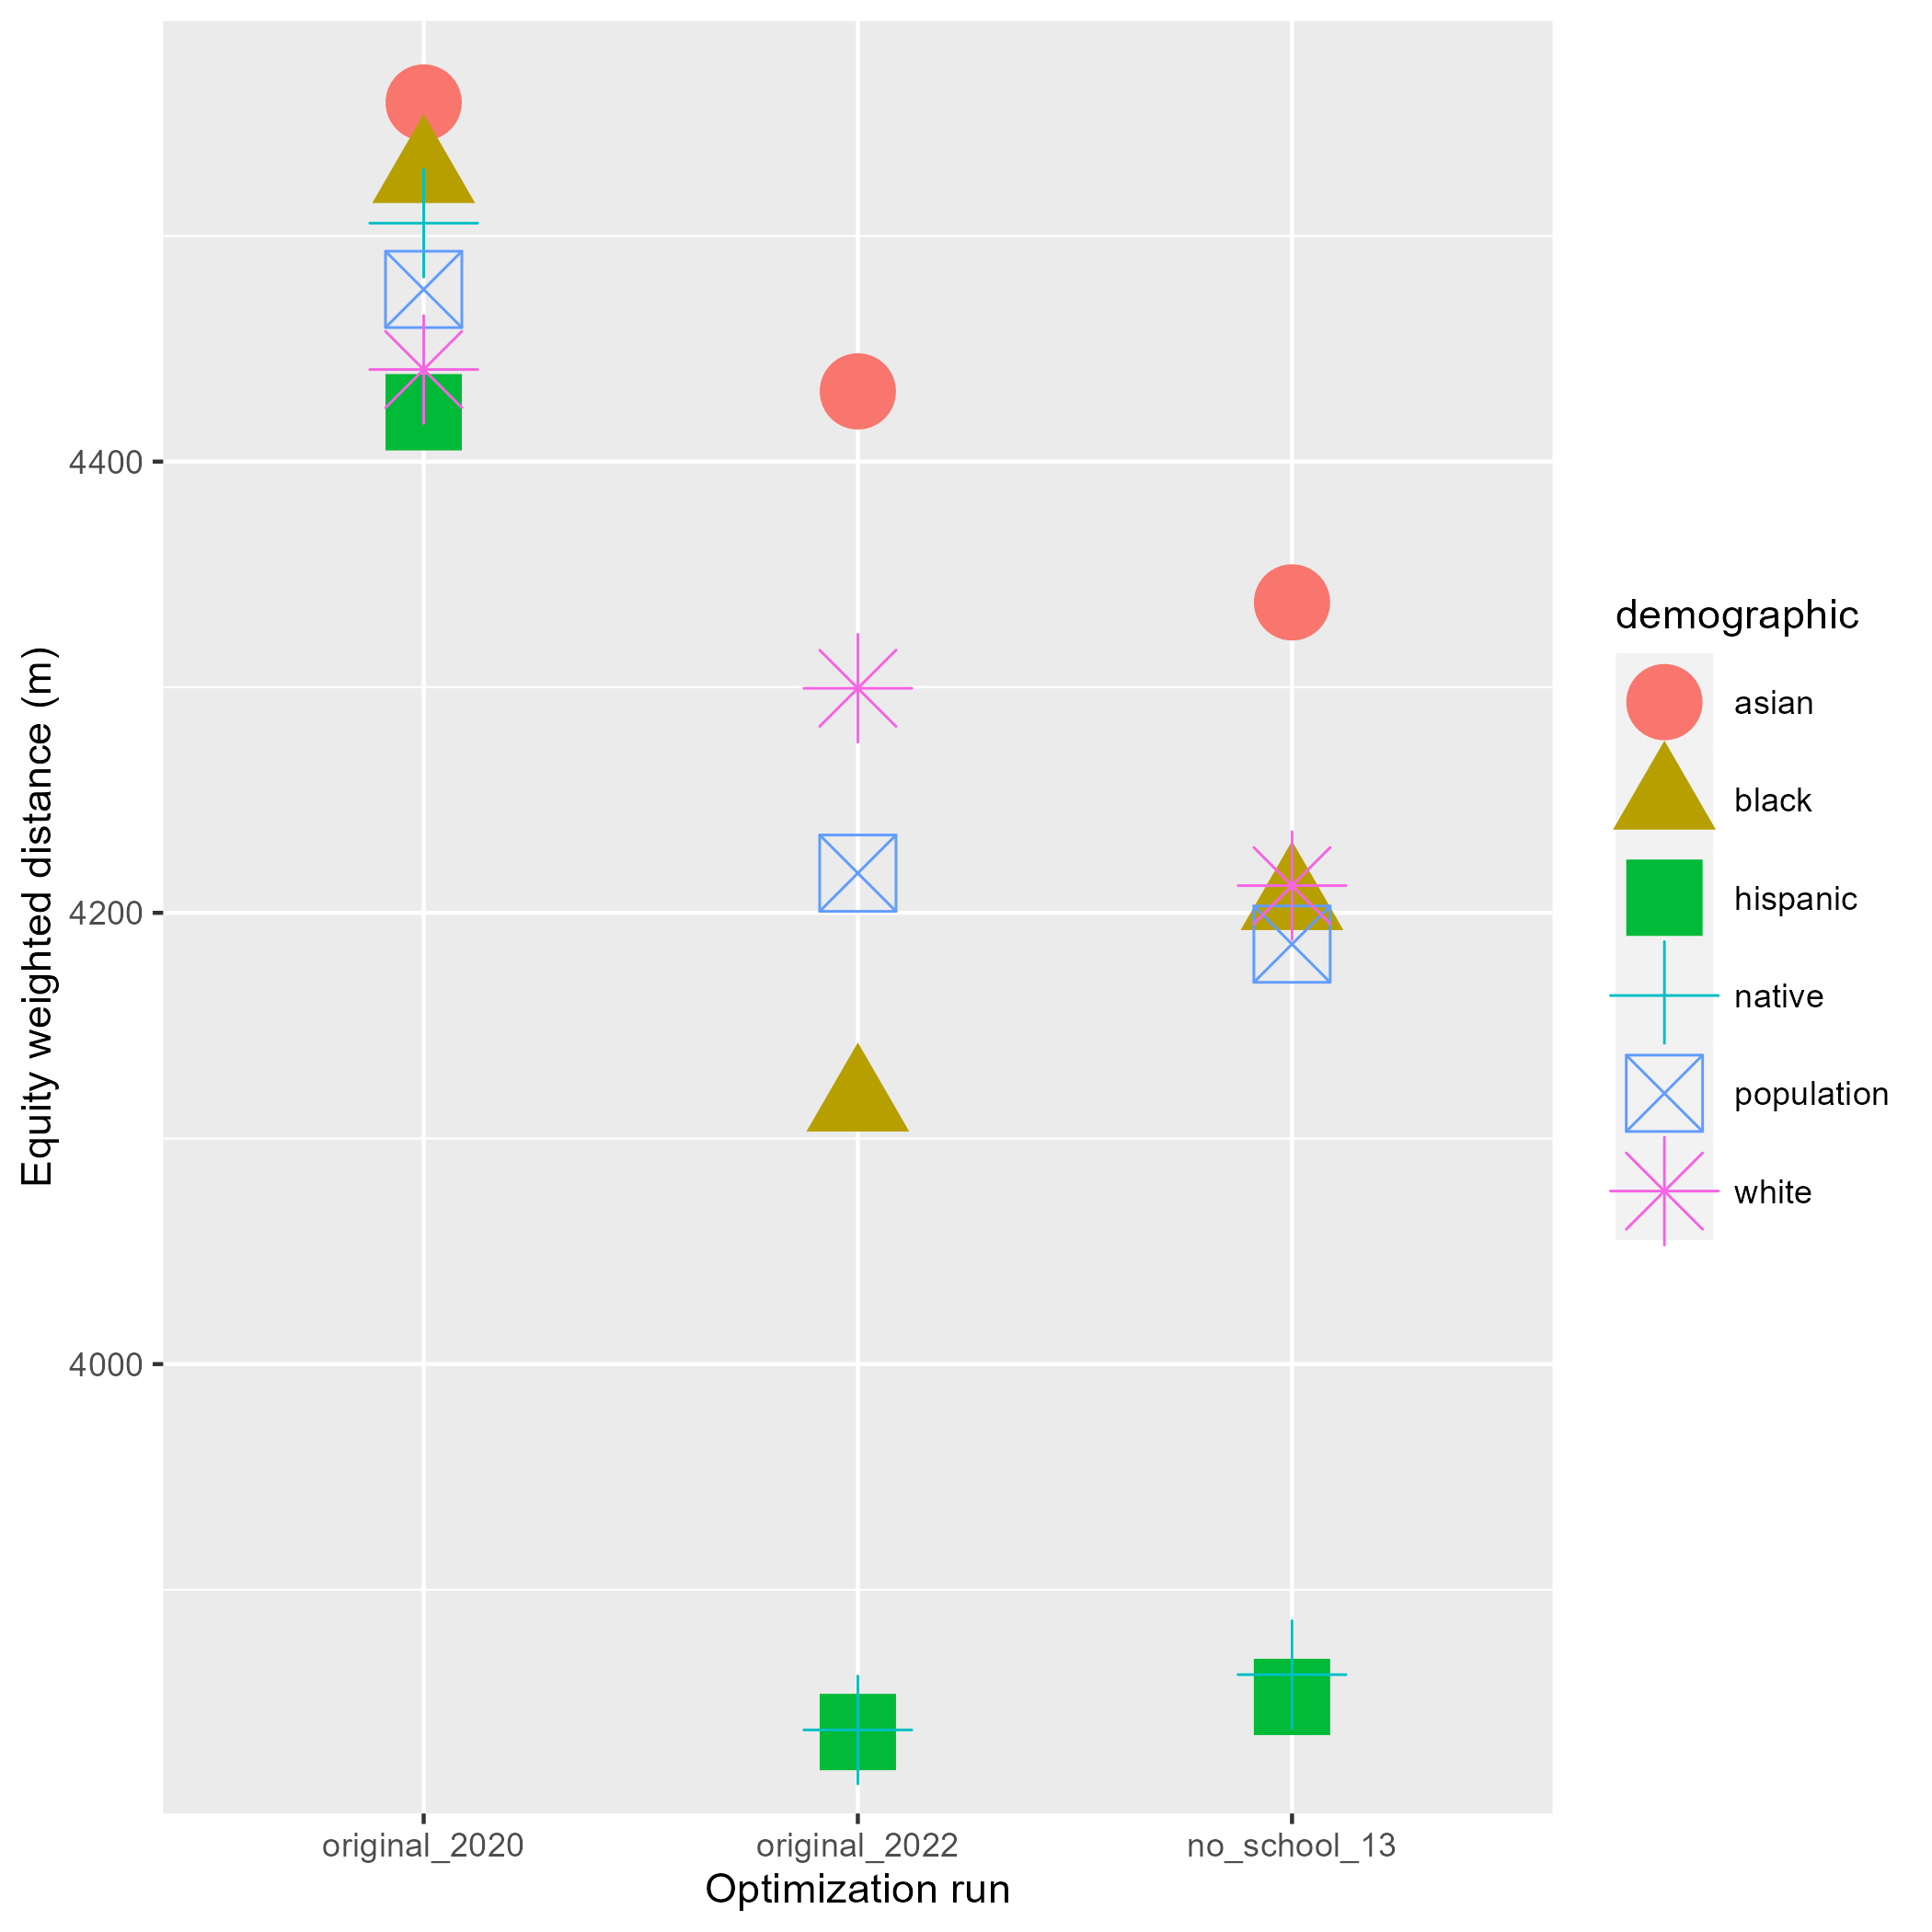 Equity weighted distance (m)
4400
4200
4000
original_2020
original_2022
no_school_13
Optimization run
demographic
asian
black
hispanic
native
population
white